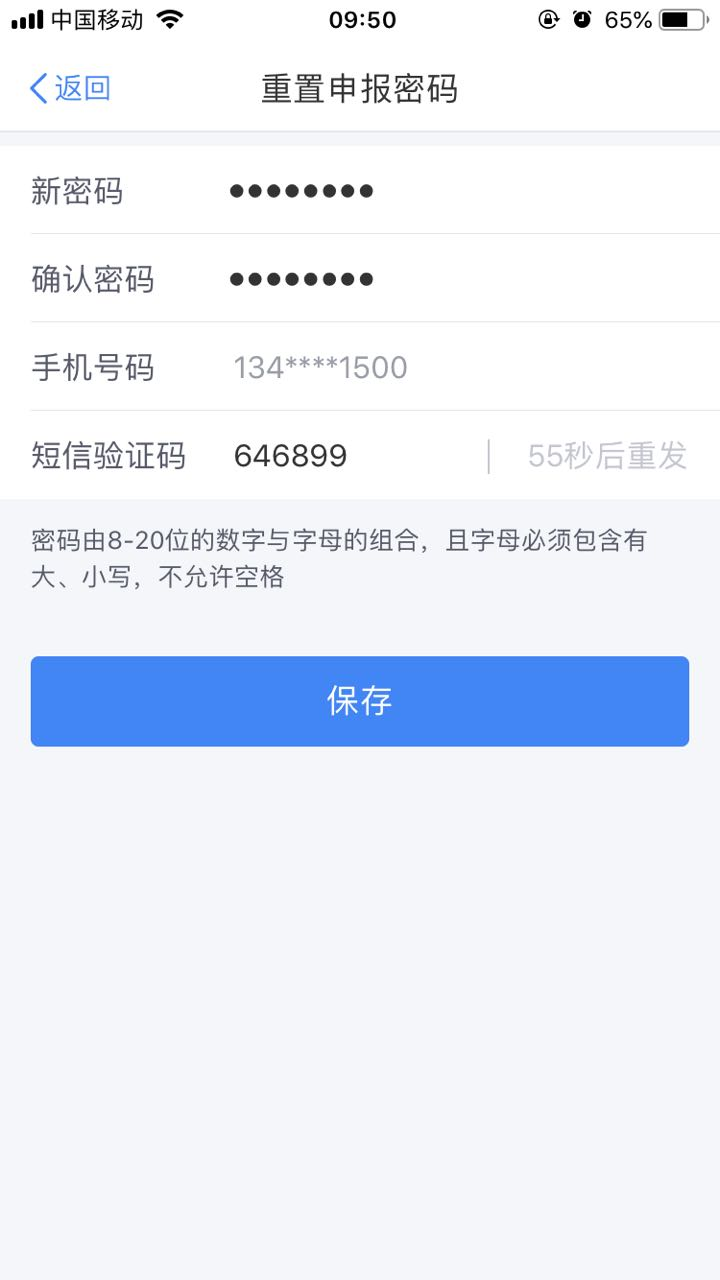 中国移动 09:50 65%
返回 重置申报密码
新密码 ••••••••
确认密码 ••••••••
手机号码 134****1500
短信验证码 646899 55秒后重发
密码由8-20位的数字与字母的组合，且字母必须包含有
大、小写，不允许空格
保存